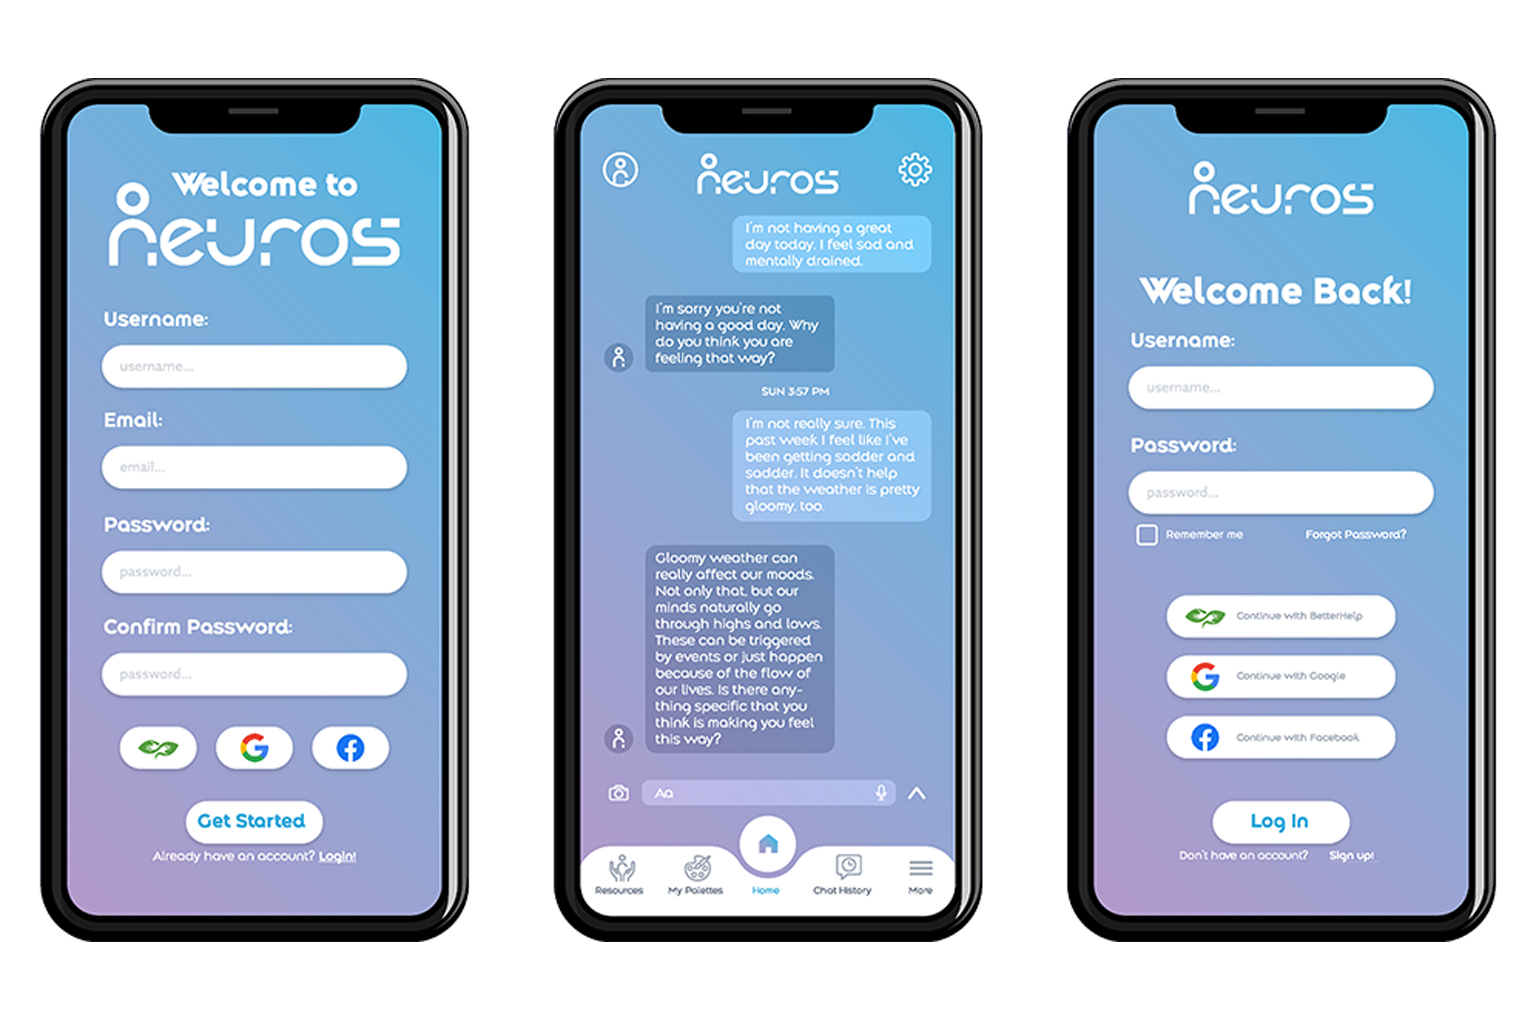 Welcome to
neuros
Username:
username...
Email:
email...
Password:
password...
Confirm Password:
password...
Get Started
Already have an account? LogIn!
neuros
I'm not having a great
day today. I feel sad and
mentally drained.
I'm sorry you're not
having a good day. Why
do you think you are
feeling that way?
SUN 3:57 PM
I'm not really sure. This
past week I feel like I've
been getting sadder and
sadder. It doesn't help
that the weather is pretty
gloomy, too.
Gloomy weather can
really affect our moods.
Not only that, but our
minds naturally go
through highs and lows.
These can be triggered
by events or just happen
because of the flow of
our lives. Is there any-
thing specific that you
think is making you feel
this way?
Aa
Resources
My Palettes
Home
Chat History
More
neuros
Welcome Back!
Username:
username...
Password:
password...
Remember me
Forgot Password?
Continue with BetterHelp
Continue with Google
Continue with Facebook
Log In
Don't have an account? Sign up!